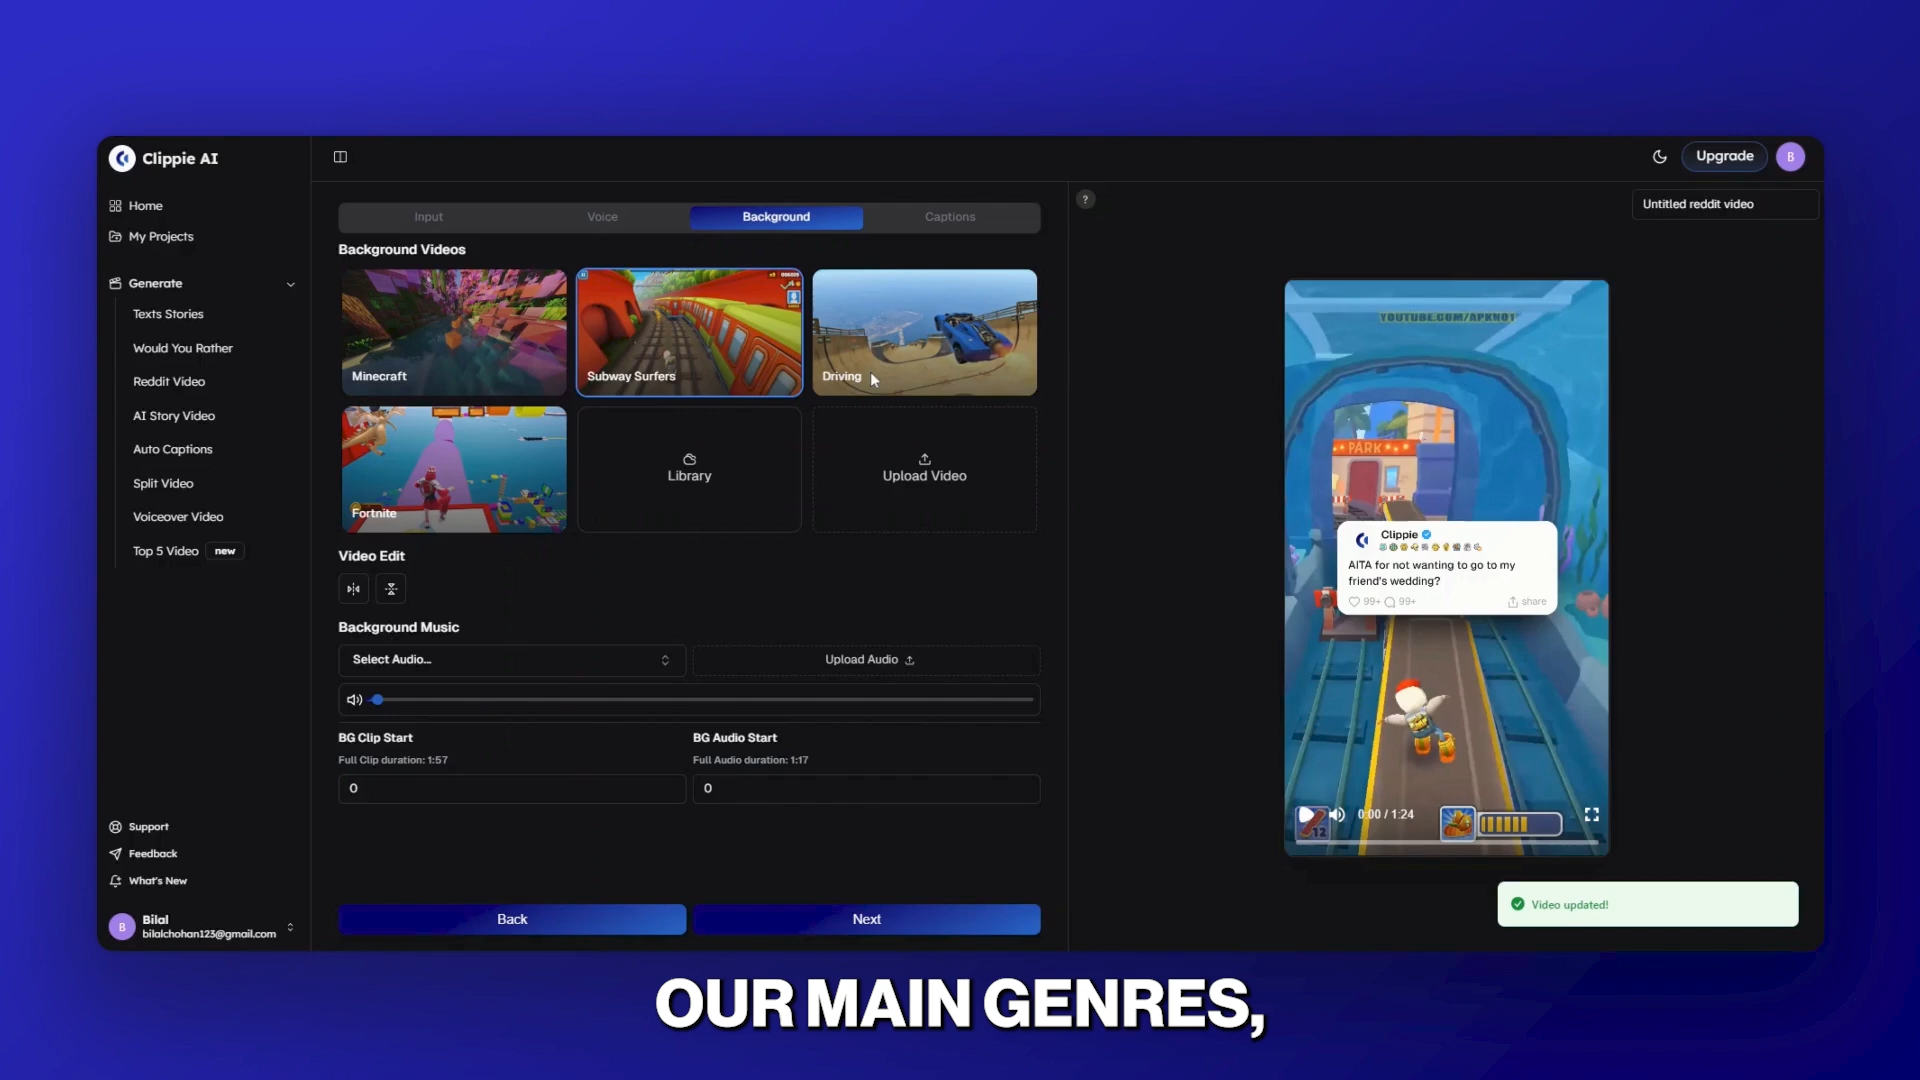 Clippie AI
Upgrade
B
Home
My Projects
Generate
Texts Stories
Would You Rather
Reddit Video
AI Story Video
Auto Captions
Split Video
Voiceover Video
Top 5 Video new
Support
Feedback
What's New
B
Bilal
bilalchohan123@gmail.com
Input Voice Background Captions
Background Videos
Minecraft
Subway Surfers
Driving
Fortnite
Library
Upload Video
Video Edit
Background Music
Select Audio...
Upload Audio
BG Clip Start
Full Clip duration: 1:57
0
BG Audio Start
Full Audio duration: 1:17
0
Back
Next
?
Untitled reddit video
YOUTUBE.COM/APKNO1
PARK
Clippie
AITA for not wanting to go to my
friend's wedding?
99+ 99+ share
12
0:00 / 1:24
Video updated!
OUR MAIN GENRES,